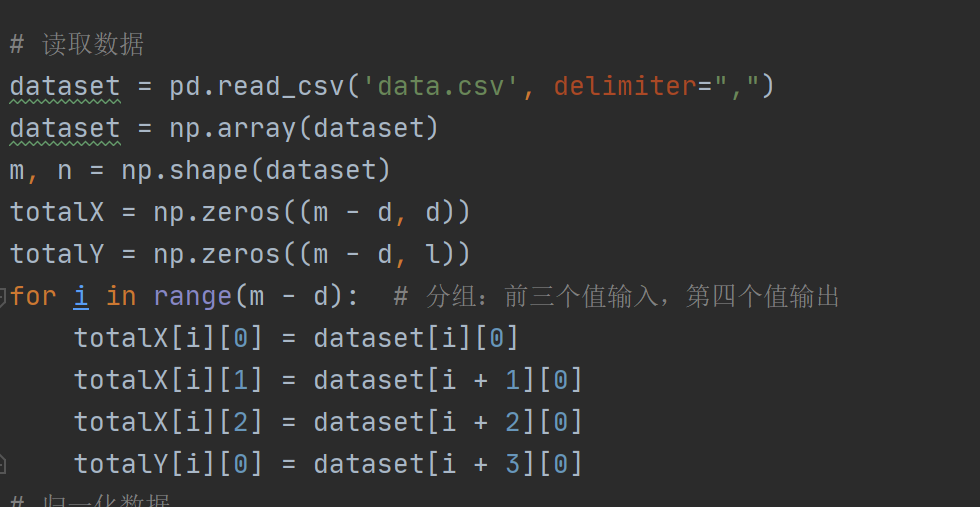 # 读取数据
dataset = pd.read_csv('data.csv', delimiter=",")
dataset = np.array(dataset)
m, n = np.shape(dataset)
totalX = np.zeros((m - d, d))
totalY = np.zeros((m - d, l))
for i in range(m - d):  # 分组：前三个值输入，第四个值输出
    totalX[i][0] = dataset[i][0]
    totalX[i][1] = dataset[i + 1][0]
    totalX[i][2] = dataset[i + 2][0]
    totalY[i][0] = dataset[i + 3][0]
# 归一化数据